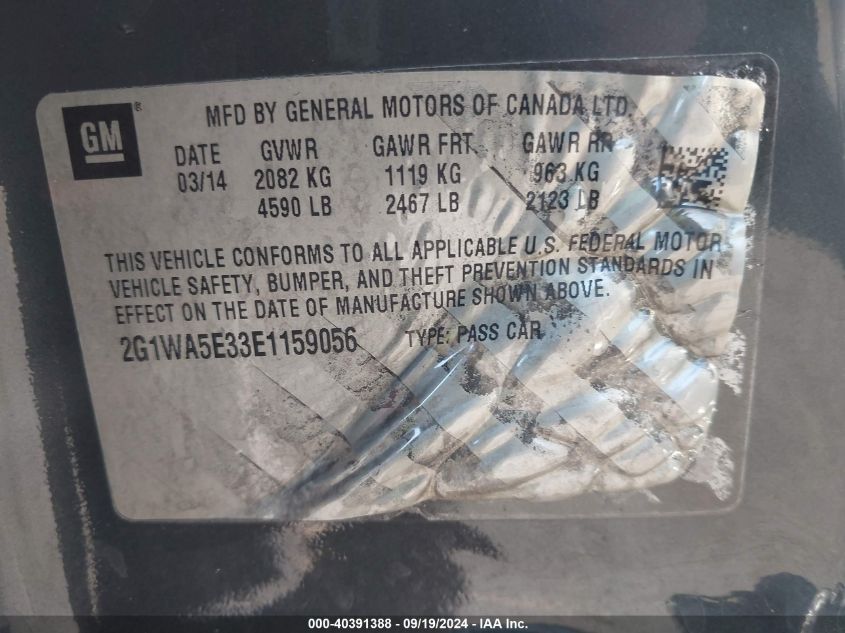 GM ®
MFD BY GENERAL MOTORS OF CANADA LTD.
DATE GVWR GAWR FRT GAWR RR
03/14 2082 KG 1119 KG 963 KG
4590 LB 2467 LB 2123 LB
THIS VEHICLE CONFORMS TO ALL APPLICABLE U.S. FEDERAL MOTOR
VEHICLE SAFETY, BUMPER, AND THEFT PREVENTION STANDARDS IN
EFFECT ON THE DATE OF MANUFACTURE SHOWN ABOVE.
2G1WA5E33E1159056 TYPE: PASS CAR
000-40391388 - 09/19/2024 - IAA Inc.